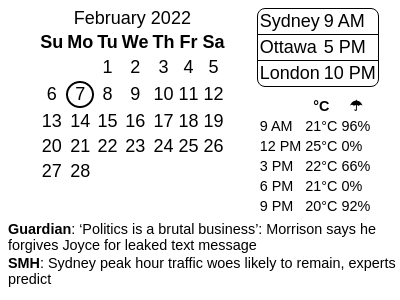 February 2022
Su Mo Tu We Th Fr Sa
1 2 3 4 5
6 7 8 9 10 11 12
13 14 15 16 17 18 19
20 21 22 23 24 25 26
27 28
Sydney 9 AM
Ottawa 5 PM
London 10 PM
°C ☂
9 AM 21°C 96%
12 PM 25°C 0%
3 PM 22°C 66%
6 PM 21°C 0%
9 PM 20°C 92%
Guardian: ‘Politics is a brutal business’: Morrison says he
forgives Joyce for leaked text message
SMH: Sydney peak hour traffic woes likely to remain, experts
predict